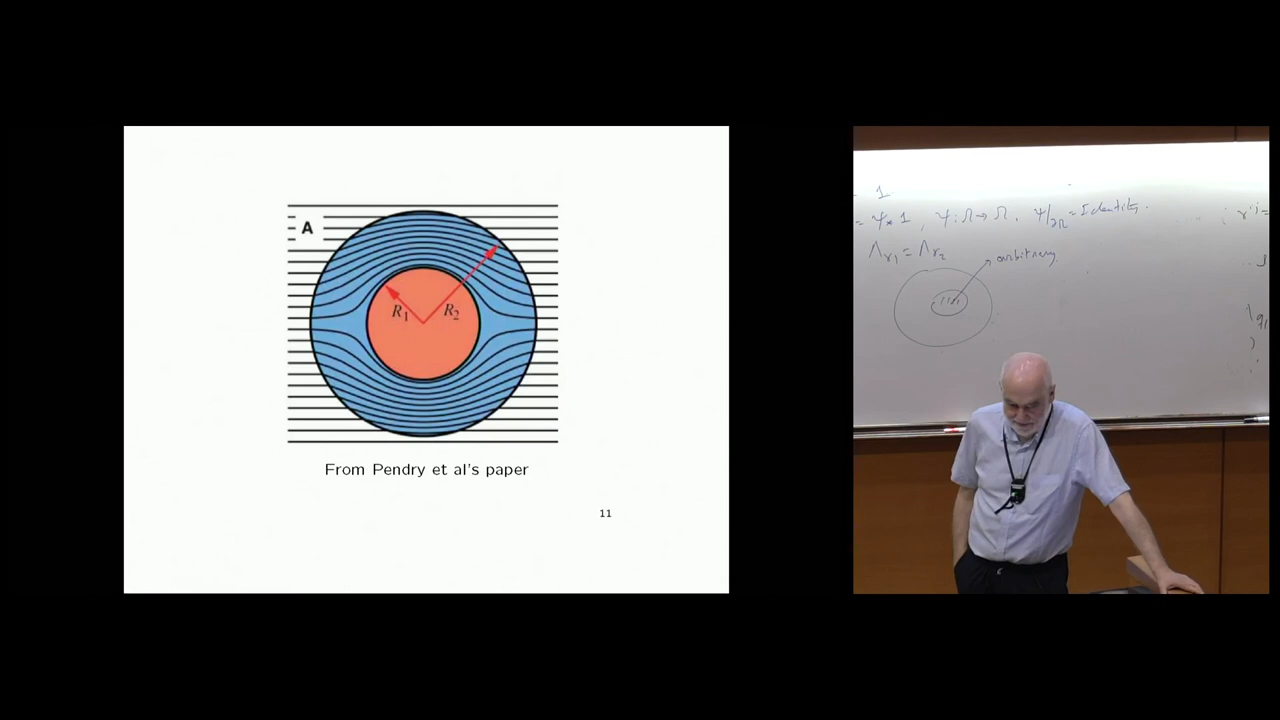 A
R₁
R₂
From Pendry et al's paper
11
1
= ψ* 1, ψ: Ω → Ω, ψ/∂Ω = Identity.
Λγ₁ = Λγ₂
arbitrary